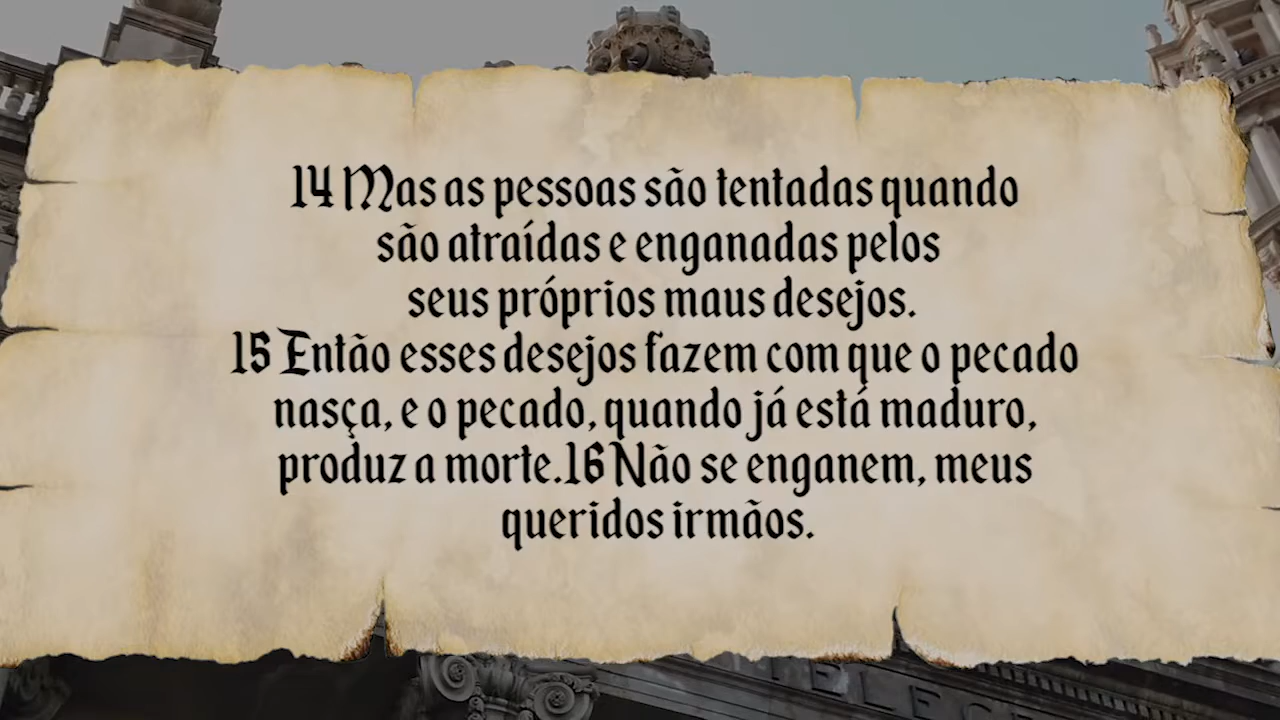 14 Mas as pessoas são tentadas quando
são atraídas e enganadas pelos
seus próprios maus desejos.
15 Então esses desejos fazem com que o pecado
nasça, e o pecado, quando já está maduro,
produz a morte.16 Não se enganem, meus
queridos irmãos.